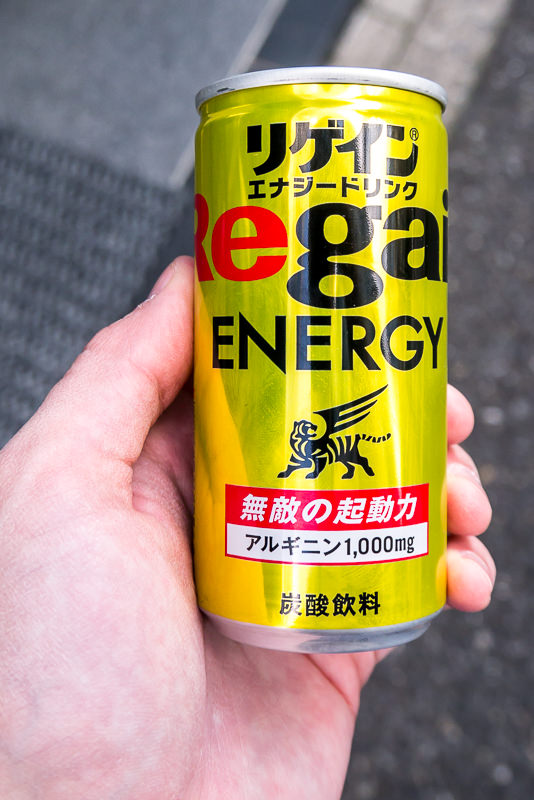 リゲイン®
エナジードリンク
Regai
ENERGY
無敵の起動力
アルギニン1,000mg
炭酸飲料